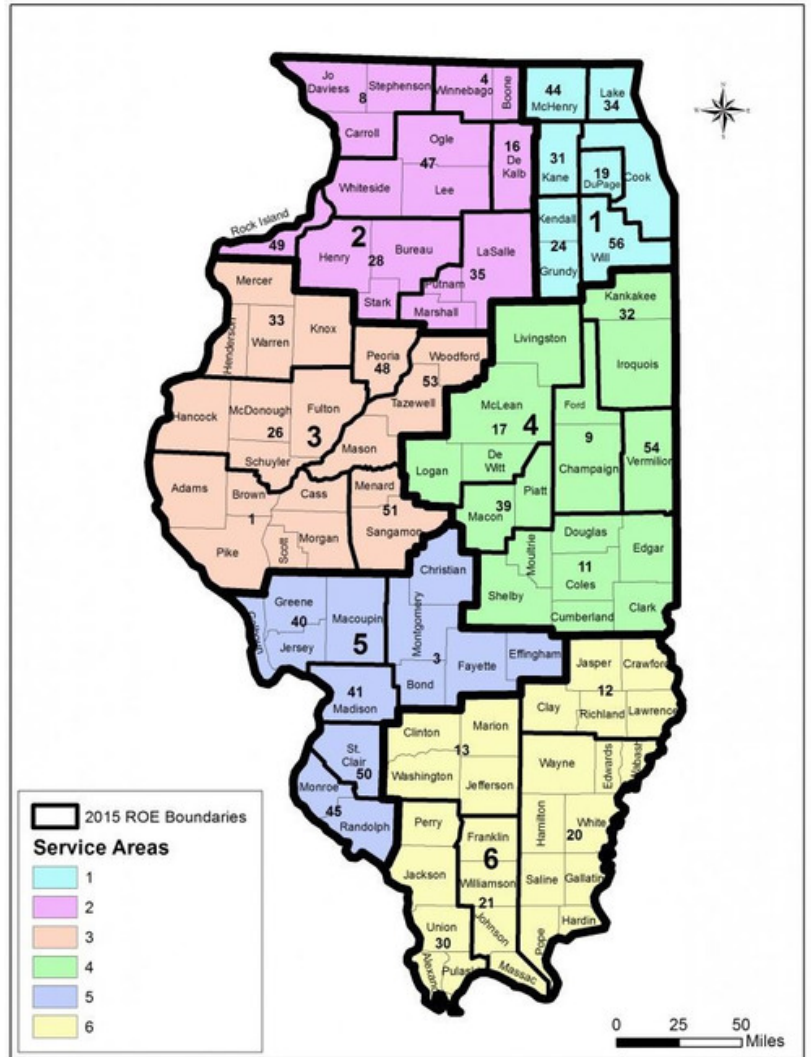 Jo
Daviess
8
Stephenson
4
Winnebago
Boone
44
McHenry
Lake
34
Carroll
Ogle
47
16
De
Kalb
31
Kane
19
DuPage
Cook
Whiteside
Lee
Rock Island
49
2
Henry
28
Bureau
LaSalle
35
Putnam
Stark
Marshall
Kendall
24
Grundy
1
56
Will
Mercer
33
Henderson
Warren
Knox
Peoria
48
Woodford
53
Tazewell
Livingston
Kankakee
32
Iroquois
Hancock
McDonough
26
Fulton
3
Schuyler
Mason
McLean
17
4
Ford
9
Champaign
54
Vermilion
Logan
De
Witt
Adams
Brown
1
Cass
Menard
51
Sangamon
Macon
39
Piatt
Pike
Scott
Morgan
Christian
Moultrie
Douglas
11
Coles
Edgar
Shelby
Cumberland
Clark
Greene
40
Jersey
Macoupin
5
Montgomery
3
Bond
Fayette
Effingham
Jasper
Crawford
12
Clay
Richland
Lawrence
41
Madison
Clinton
Marion
13
Washington
Jefferson
St.
Clair
50
Monroe
45
Randolph
Wayne
Edwards
Wabash
Perry
Franklin
6
Williamson
21
Hamilton
White
20
Jackson
Saline
Gallatin
Union
30
Johnson
Pope
Hardin
Massac
2015 ROE Boundaries
Service Areas
1
2
3
4
5
6
0 25 50
Miles